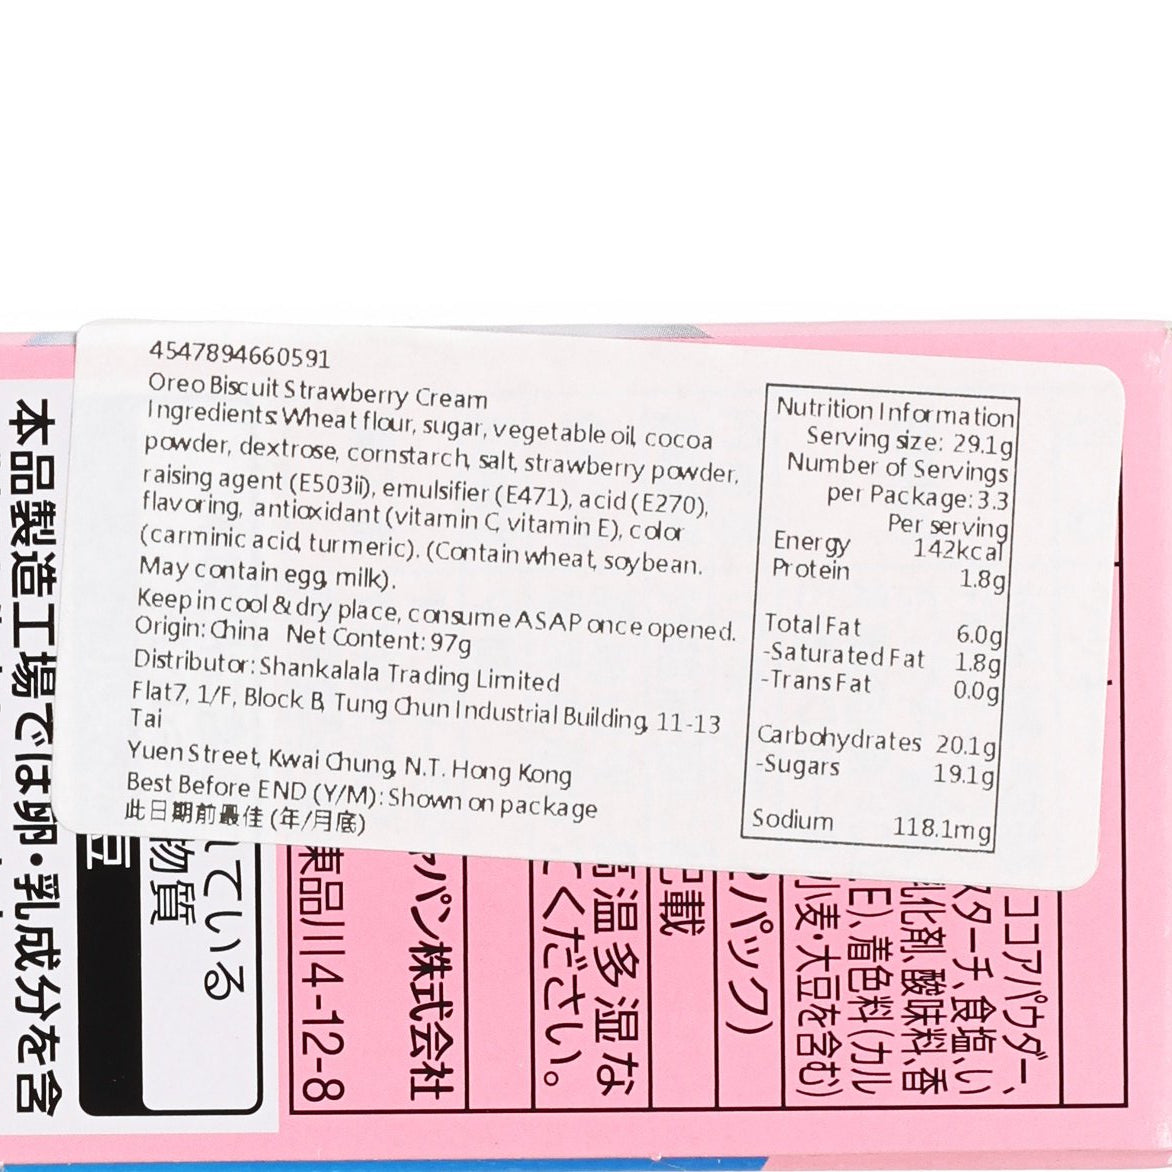 4547894660591
Oreo Biscuit Strawberry Cream
Ingredients: Wheat flour, sugar, vegetable oil, cocoa
powder, dextrose, cornstarch, salt, strawberry powder,
raising agent (E503ii), emulsifier (E471), acid (E270),
flavoring, antioxidant (vitamin C, vitamin E), color
(carminic acid, turmeric). (Contain wheat, soybean.
May contain egg, milk).
Keep in cool & dry place, consume ASAP once opened.
Origin: China Net Content: 97g
Distributor: Shankalala Trading Limited
Flat7, 1/F, Block B, Tung Chun Industrial Building, 11-13
Tai
Yuen Street, Kwai Chung, N.T. Hong Kong
Best Before END (Y/M): Shown on package
此日期前最佳 (年/月底)
Nutrition Information
Serving size: 29.1g
Number of Servings
per Package: 3.3
Per serving
Energy 142kcal
Protein 1.8g
Total Fat 6.0g
-Saturated Fat 1.8g
-Trans Fat 0.0g
Carbohydrates 20.1g
-Sugars 19.1g
Sodium 118.1mg
ココアパウダー、
スターチ、食塩、い
乳化剤、酸味料、香
E)、着色料(カル
小麦・大豆を含む)
パック)
記載
高温多湿な
ください。
パン株式会社
東品川4-12-8
ている
物質
豆
本品製造工場では卵・乳成分を含